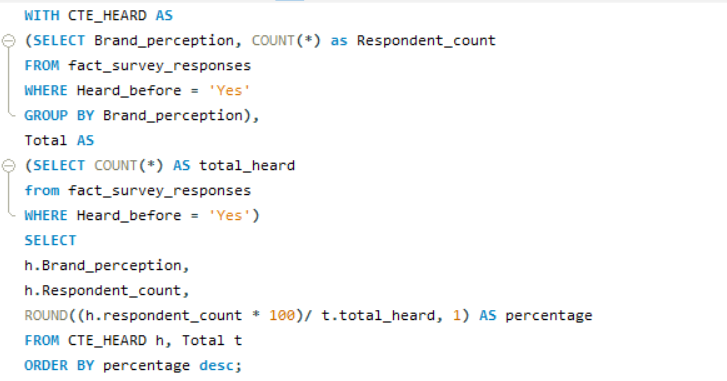 WITH CTE_HEARD AS
(SELECT Brand_perception, COUNT(*) as Respondent_count
FROM fact_survey_responses
WHERE Heard_before = 'Yes'
GROUP BY Brand_perception),
Total AS
(SELECT COUNT(*) AS total_heard
from fact_survey_responses
WHERE Heard_before = 'Yes')
SELECT
h.Brand_perception,
h.Respondent_count,
ROUND((h.respondent_count * 100)/ t.total_heard, 1) AS percentage
FROM CTE_HEARD h, Total t
ORDER BY percentage desc;